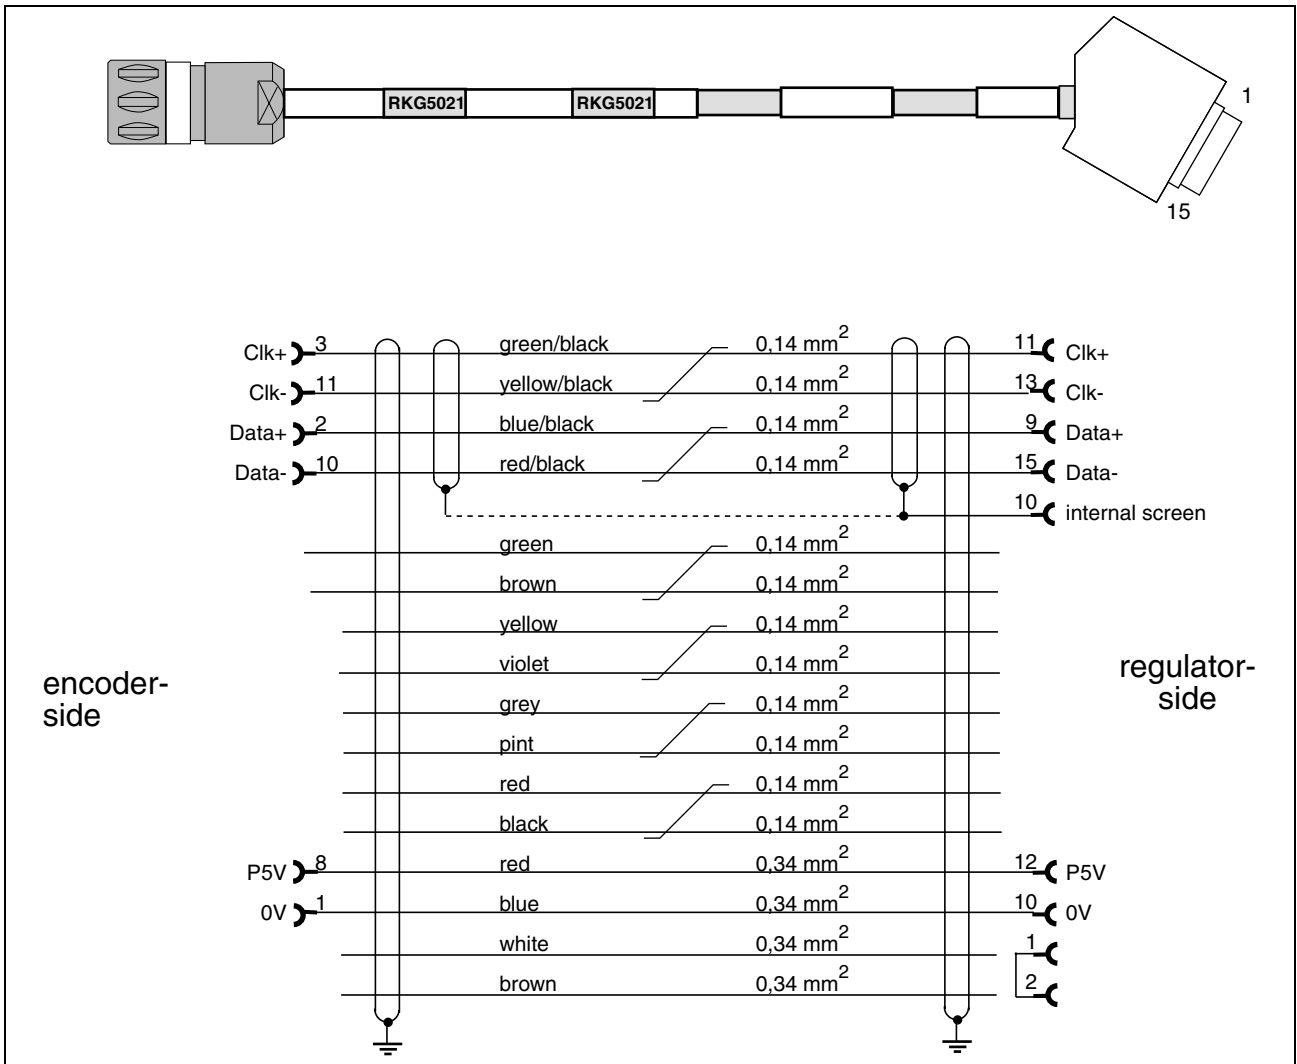 RKG5021 RKG5021
1
15
Clk+ 3 green/black 0,14 mm² 11 Clk+
Clk- 11 yellow/black 0,14 mm² 13 Clk-
Data+ 2 blue/black 0,14 mm² 9 Data+
Data- 10 red/black 0,14 mm² 15 Data-
10 internal screen
green 0,14 mm²
brown 0,14 mm²
yellow 0,14 mm²
violet 0,14 mm²
encoder-
side
regulator-
side
grey 0,14 mm²
pint 0,14 mm²
red 0,14 mm²
black 0,14 mm²
P5V 8 red 0,34 mm² 12 P5V
0V 1 blue 0,34 mm² 10 0V
white 0,34 mm² 1
brown 0,34 mm² 2